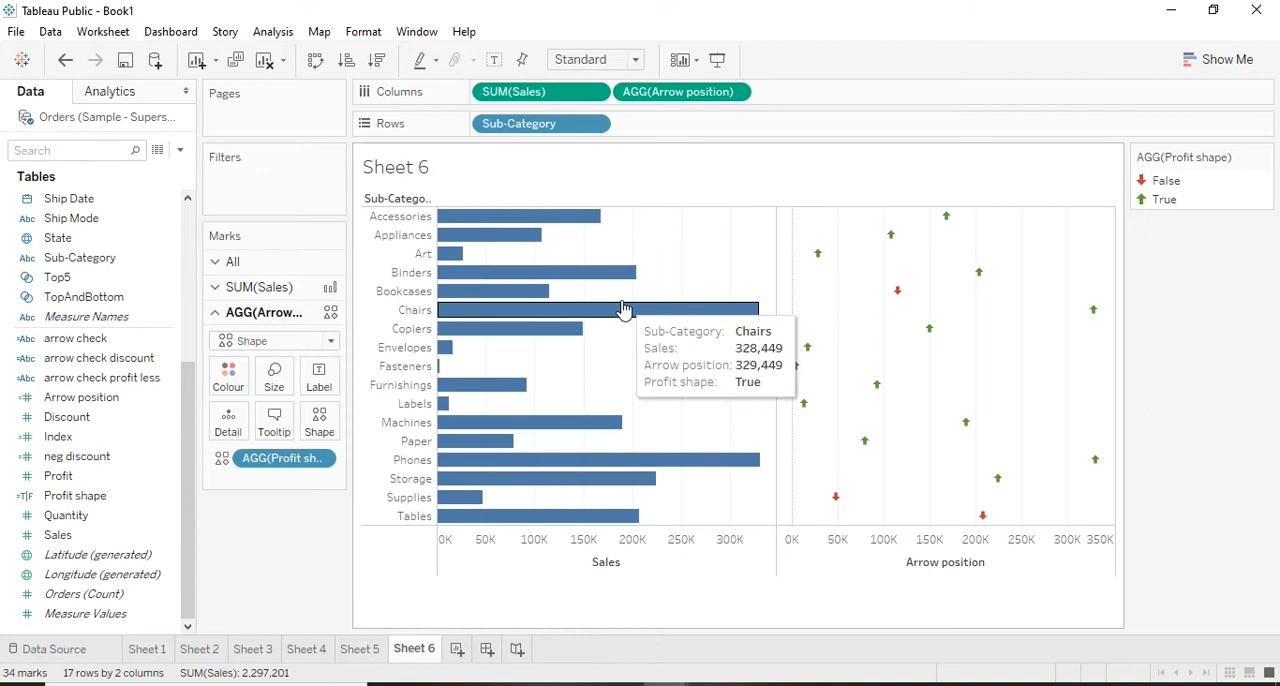 Tableau Public - Book1
File Data Worksheet Dashboard Story Analysis Map Format Window Help
Standard
Show Me
Data Analytics
Orders (Sample - Supers...
Search
Tables
Ship Date
Abc Ship Mode
State
Abc Sub-Category
Top5
TopAndBottom
Abc Measure Names
=Abc arrow check
=Abc arrow check discount
=Abc arrow check profit less
=# Arrow position
# Discount
# Index
=# neg discount
# Profit
=T|F Profit shape
# Quantity
# Sales
Latitude (generated)
Longitude (generated)
# Orders (Count)
# Measure Values
Pages
Filters
Marks
All
SUM(Sales)
AGG(Arrow...
Shape
Colour Size Label
Detail Tooltip Shape
AGG(Profit sh..
Columns SUM(Sales) AGG(Arrow position)
Rows Sub-Category
Sheet 6
Sub-Catego..
Accessories
Appliances
Art
Binders
Bookcases
Chairs
Copiers
Envelopes
Fasteners
Furnishings
Labels
Machines
Paper
Phones
Storage
Supplies
Tables
Sub-Category: Chairs
Sales: 328,449
Arrow position: 329,449
Profit shape: True
0K 50K 100K 150K 200K 250K 300K
Sales
0K 50K 100K 150K 200K 250K 300K 350K
Arrow position
AGG(Profit shape)
False
True
Data Source Sheet 1 Sheet 2 Sheet 3 Sheet 4 Sheet 5 Sheet 6
34 marks 17 rows by 2 columns SUM(Sales): 2,297,201